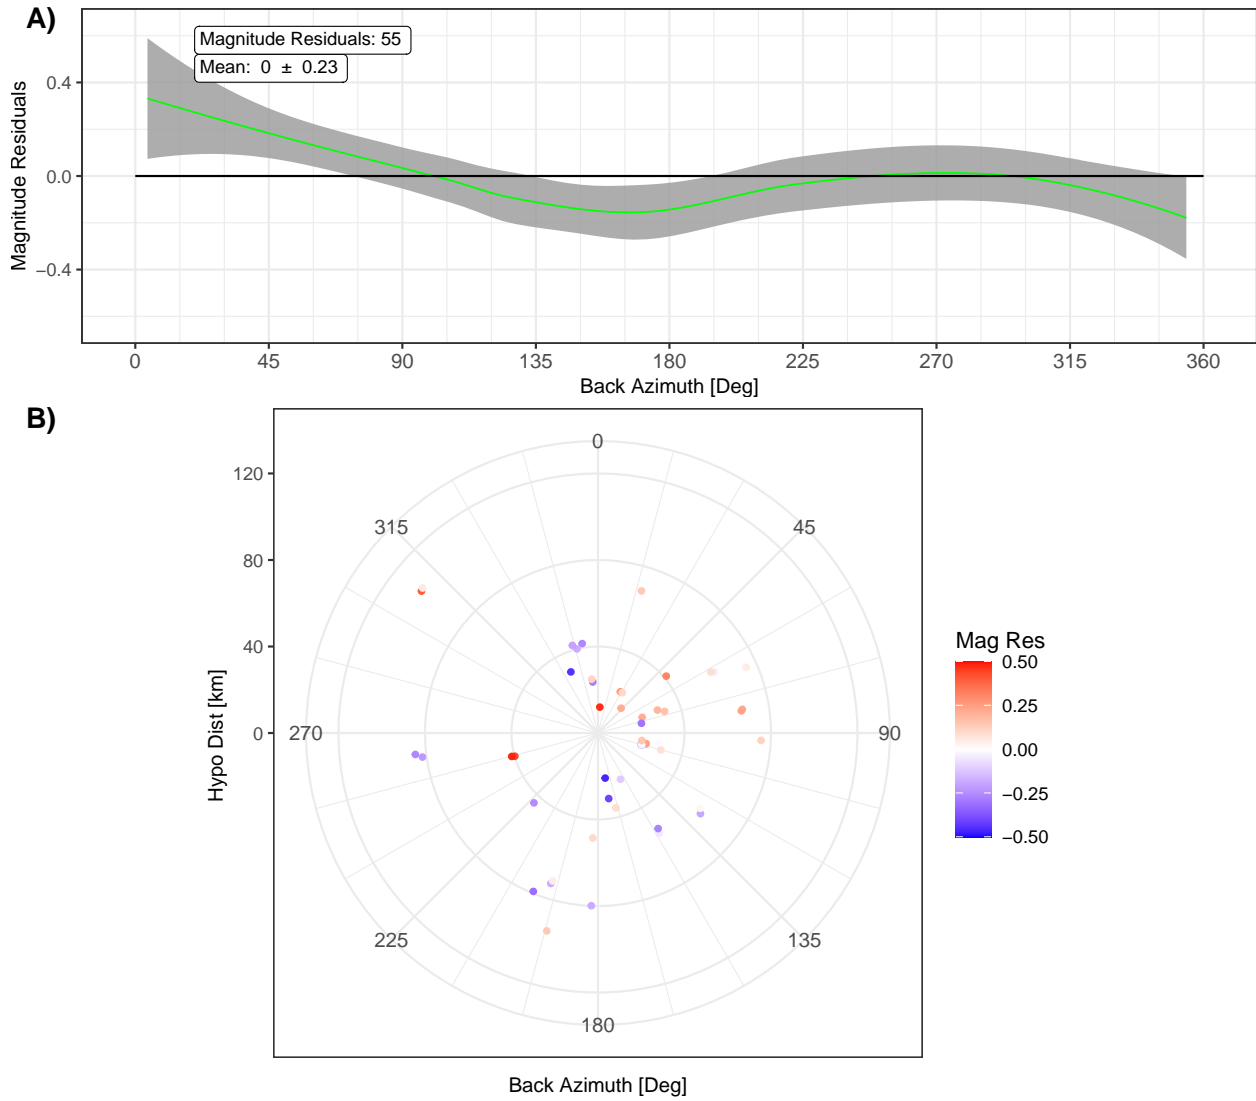 A)
Magnitude Residuals: 55
Mean:  0  ±  0.23
Magnitude Residuals
0.4
0.0
−0.4
0 45 90 135 180 225 270 315 360
Back Azimuth [Deg]
B)
Hypo Dist [km]
120
80
40
0
0
45
90
135
180
225
270
315
Back Azimuth [Deg]
Mag Res
0.50
0.25
0.00
−0.25
−0.50